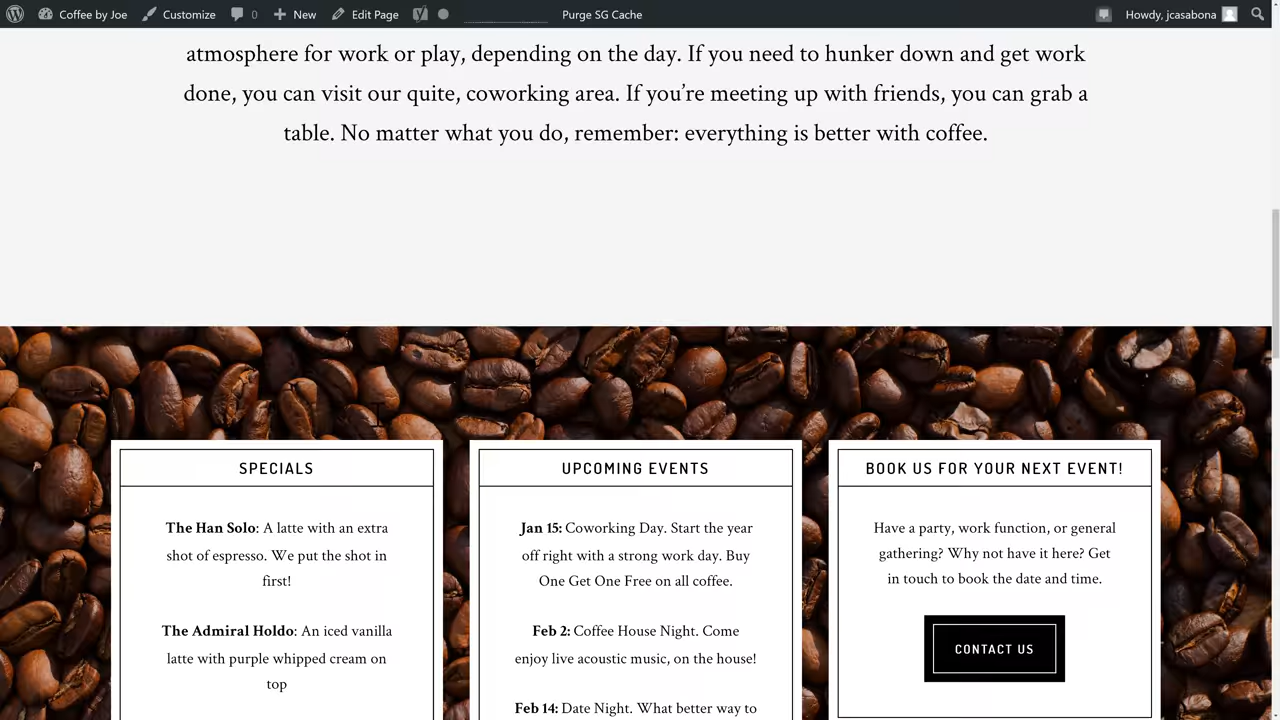 Coffee by Joe Customize 0 New Edit Page Purge SG Cache Howdy, jcasabona
atmosphere for work or play, depending on the day. If you need to hunker down and get work
done, you can visit our quite, coworking area. If you’re meeting up with friends, you can grab a
table. No matter what you do, remember: everything is better with coffee.
SPECIALS
The Han Solo: A latte with an extra
shot of espresso. We put the shot in
first!
The Admiral Holdo: An iced vanilla
latte with purple whipped cream on
top
UPCOMING EVENTS
Jan 15: Coworking Day. Start the year
off right with a strong work day. Buy
One Get One Free on all coffee.
Feb 2: Coffee House Night. Come
enjoy live acoustic music, on the house!
Feb 14: Date Night. What better way to
BOOK US FOR YOUR NEXT EVENT!
Have a party, work function, or general
gathering? Why not have it here? Get
in touch to book the date and time.
CONTACT US